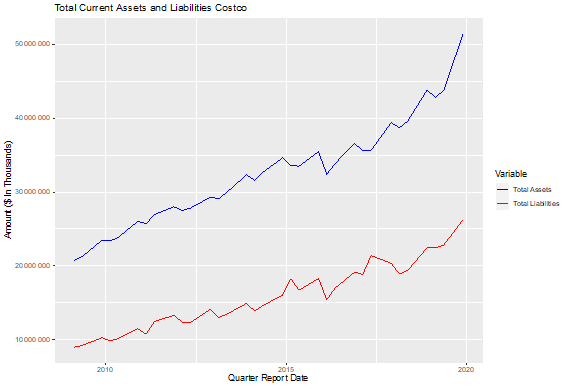 Total Current Assets and Liabilities Costco
50 000 000
40 000 000
30 000 000
20 000 000
10 000 000
Amount ($ In Thousands)
2010
2015
2020
Quarter Report Date
Variable
Total Assets
Total Liabilities